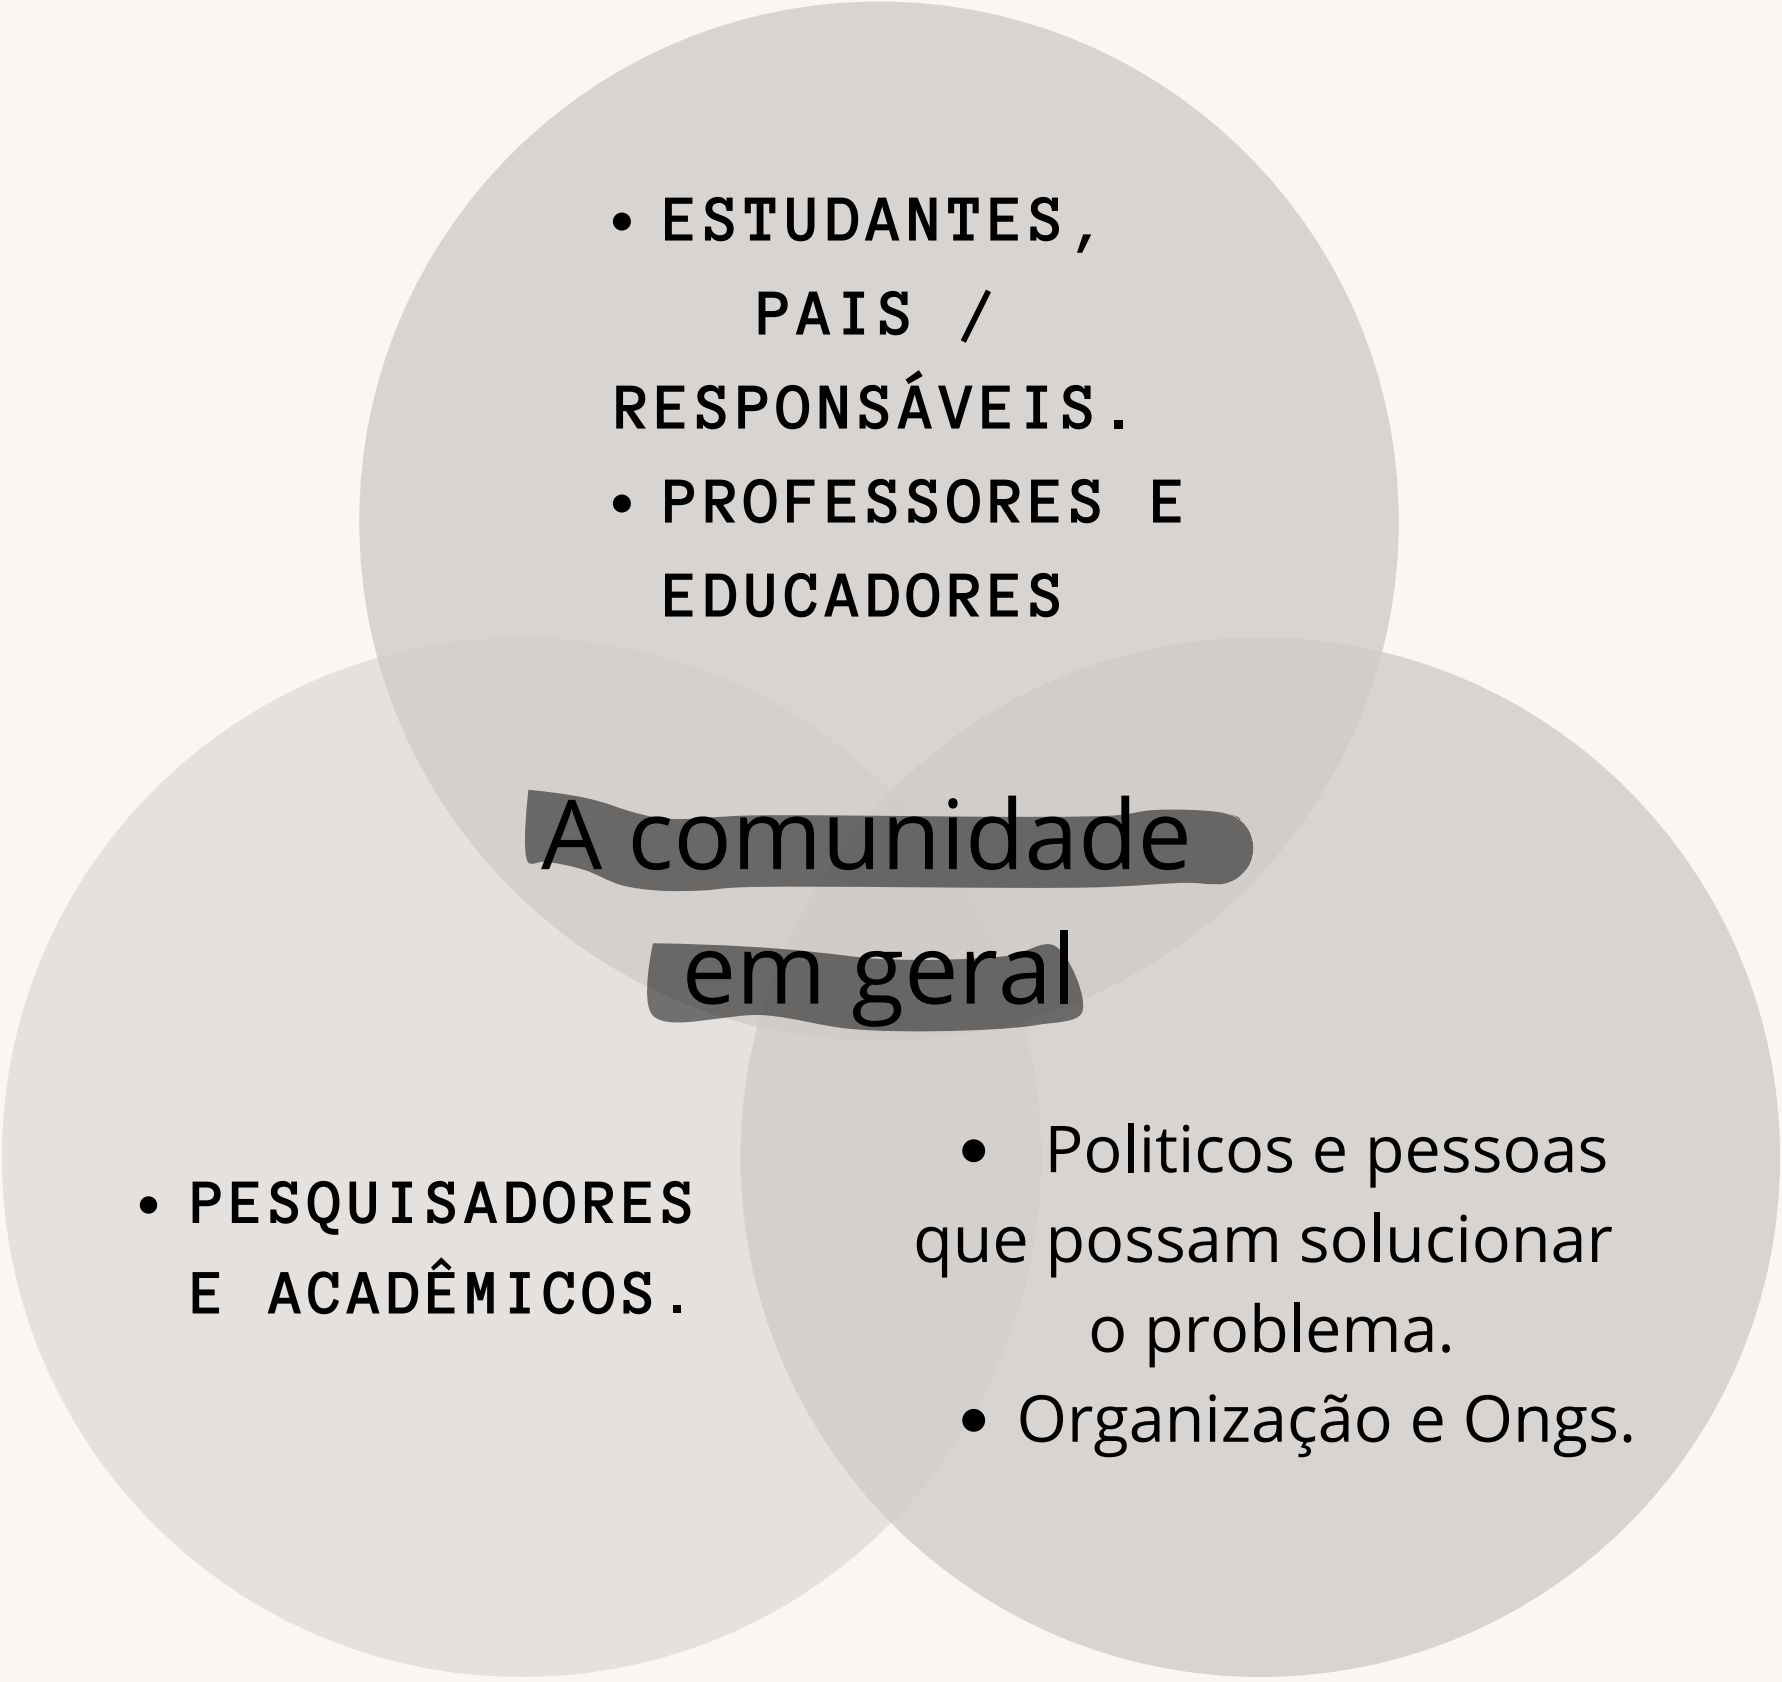 • ESTUDANTES,
PAIS /
RESPONSÁVEIS.
• PROFESSORES E
EDUCADORES
A comunidade
em geral
• PESQUISADORES
E ACADÊMICOS.
• Politicos e pessoas
que possam solucionar
o problema.
• Organização e Ongs.